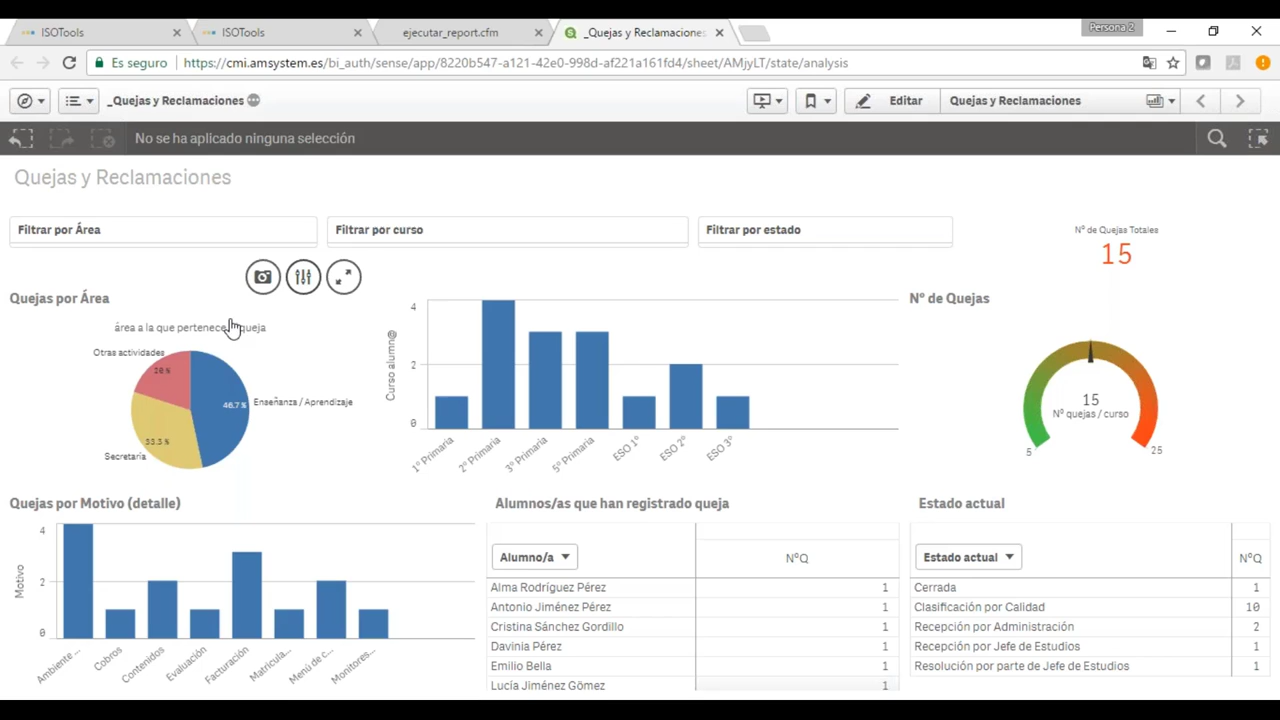 ISOTools
ISOTools
ejecutar_report.cfm
_Quejas y Reclamaciones
Persona 2
Es seguro
https://cmi.amsystem.es/bi_auth/sense/app/8220b547-a121-42e0-998d-af221a161fd4/sheet/AMjyLT/state/analysis
_Quejas y Reclamaciones
Editar
Quejas y Reclamaciones
No se ha aplicado ninguna selección
Quejas y Reclamaciones
Filtrar por Área
Filtrar por curso
Filtrar por estado
Nº de Quejas Totales
15
Quejas por Área
área a la que pertenece queja
Otras actividades
20 %
46.7 %
Enseñanza / Aprendizaje
33.3 %
Secretaría
Curso alumn@
4
2
0
1º Primaria
2º Primaria
3º Primaria
5º Primaria
ESO 1º
ESO 2º
ESO 3º
Nº de Quejas
15
Nº quejas / curso
5
25
Quejas por Motivo (detalle)
Motivo
4
2
0
Ambiente ...
Cobros
Contenidos
Evaluación
Facturación
Matricula...
Menú de c...
Monitores...
Alumnos/as que han registrado queja
Alumno/a
NºQ
Alma Rodríguez Pérez 1
Antonio Jiménez Pérez 1
Cristina Sánchez Gordillo 1
Davinia Pérez 1
Emilio Bella 1
Lucía Jiménez Gömez 1
Estado actual
Estado actual
NºQ
Cerrada 1
Clasificación por Calidad 10
Recepción por Administración 2
Recepción por Jefe de Estudios 1
Resolución por parte de Jefe de Estudios 1